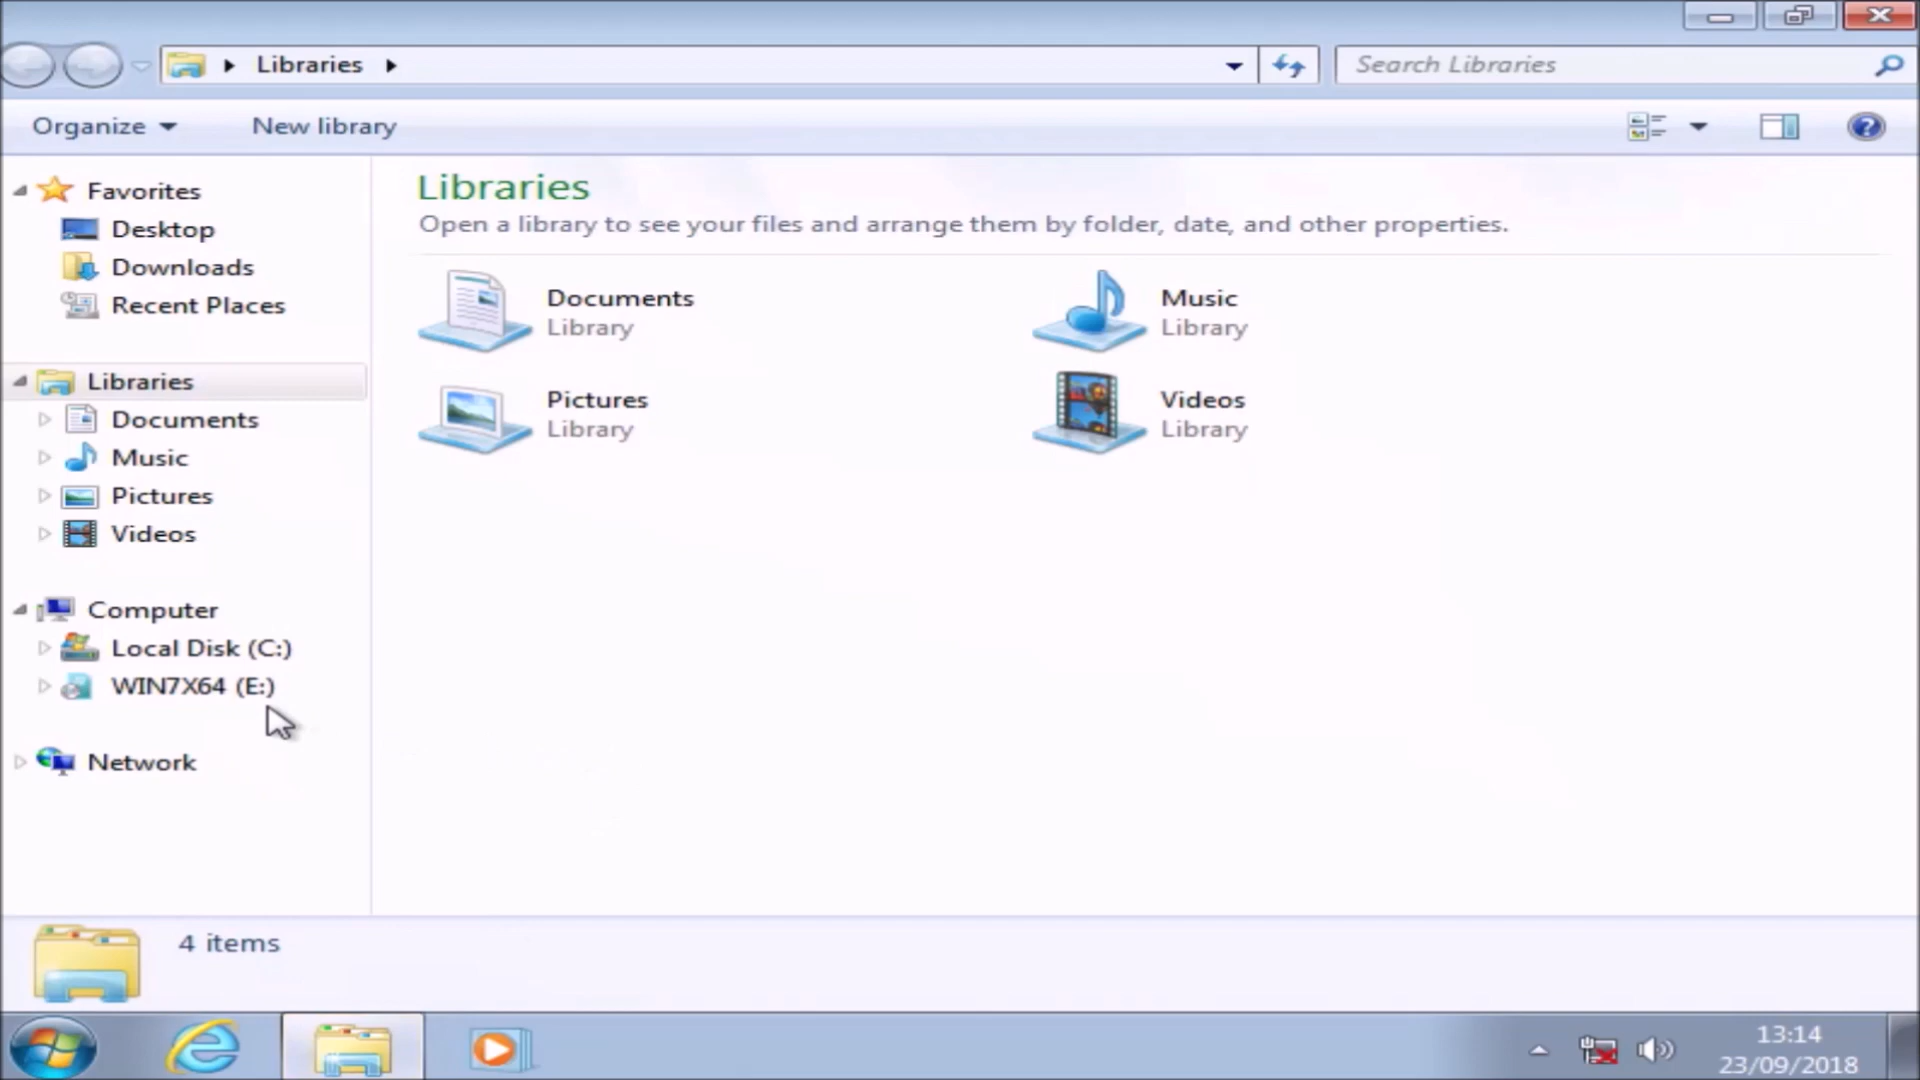 Libraries
Search Libraries
Organize
New library
Favorites
Desktop
Downloads
Recent Places
Libraries
Documents
Music
Pictures
Videos
Computer
Local Disk (C:)
WIN7X64 (E:)
Network
Libraries
Open a library to see your files and arrange them by folder, date, and other properties.
Documents
Library
Music
Library
Pictures
Library
Videos
Library
4 items
13:14
23/09/2018